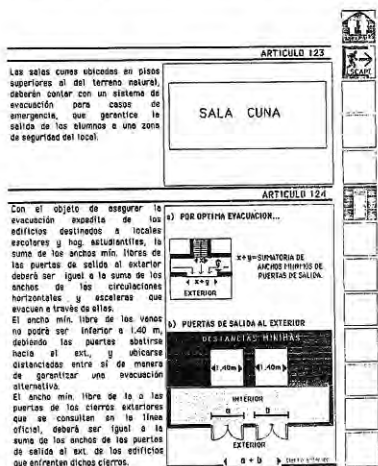 ARTICULO 123
Las salas cunas ubicadas en pisos
superiores al del terreno natural,
deberán contar con un sistema de
evacuación para casos de
emergencia, que garantice la
salida de los alumnos a una zona
de seguridad del local.
SALA CUNA
ESCAPE
ARTICULO 124
Con el objeto de asegurar la
evacuación expedita de los
edificios destinados a locales
escolares y hog. estudiantiles, la
suma de los anchos mín. libres de
las puertas de salida al exterior
deberá ser igual a la suma de los
anchos de las circulaciones
horizontales y escaleras que
evacuen a través de ellas.
El ancho mín. libre de los vanos
no podrá ser inferior a 1.40 m,
debiendo las puertas abatirse
hacia el ext., y ubicarse
distanciadas entre sí de manera
de garantizar una evacuación
alternativa.
El ancho mín. libre de la o las
puertas de los cierros exteriores
que se consultan en la línea
oficial, deberá ser igual a la
suma de los anchos de las puertas
de salida al ext. de los edificios
que enfrenten dichos cierros.
a) POR OPTIMA EVACUACIÓN...
x+y
EXTERIOR
x+y=SUMATORIA DE
ANCHOS MINIMOS DE
PUERTAS DE SALIDA.
b) PUERTAS DE SALIDA AL EXTERIOR
DISTANCIAS MINIMAS
1.40m
1.40m
INTERIOR
a b
EXTERIOR
a + b